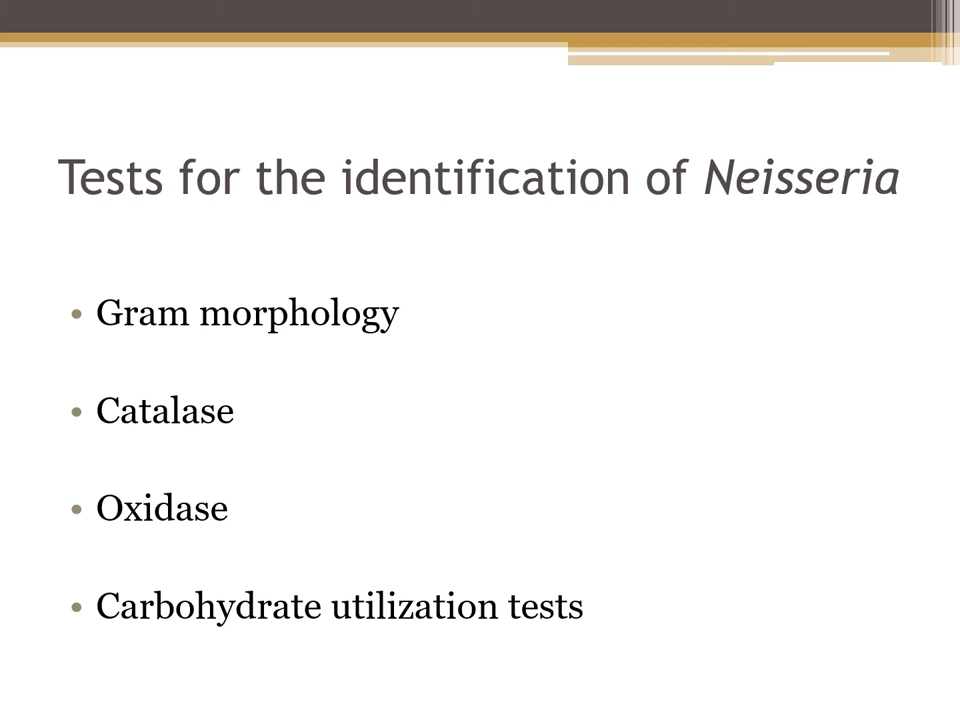 Tests for the identification of Neisseria
• Gram morphology
• Catalase
• Oxidase
• Carbohydrate utilization tests